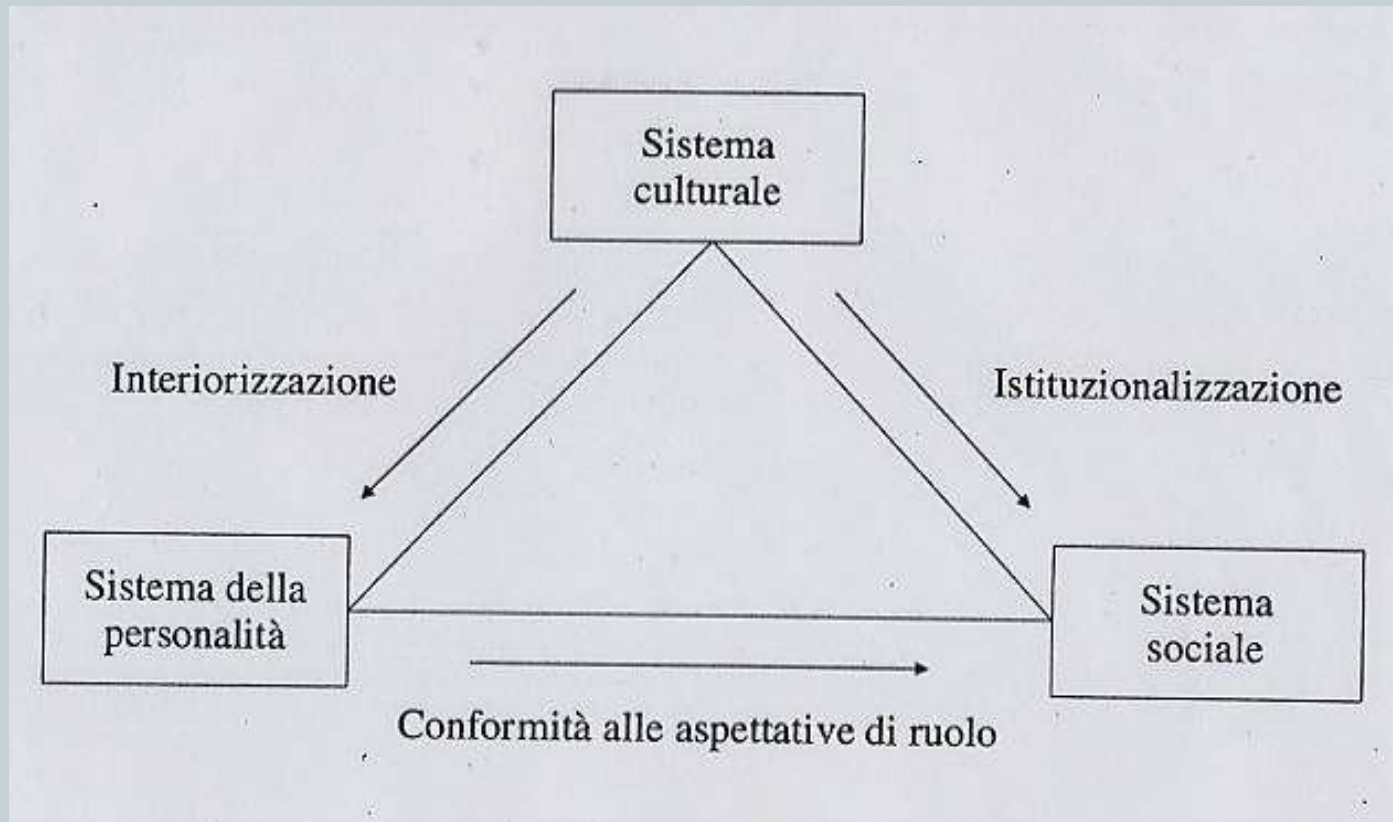 Sistema
culturale
Interiorizzazione
Istituzionalizzazione
Sistema della
personalità
Sistema
sociale
Conformità alle aspettative di ruolo